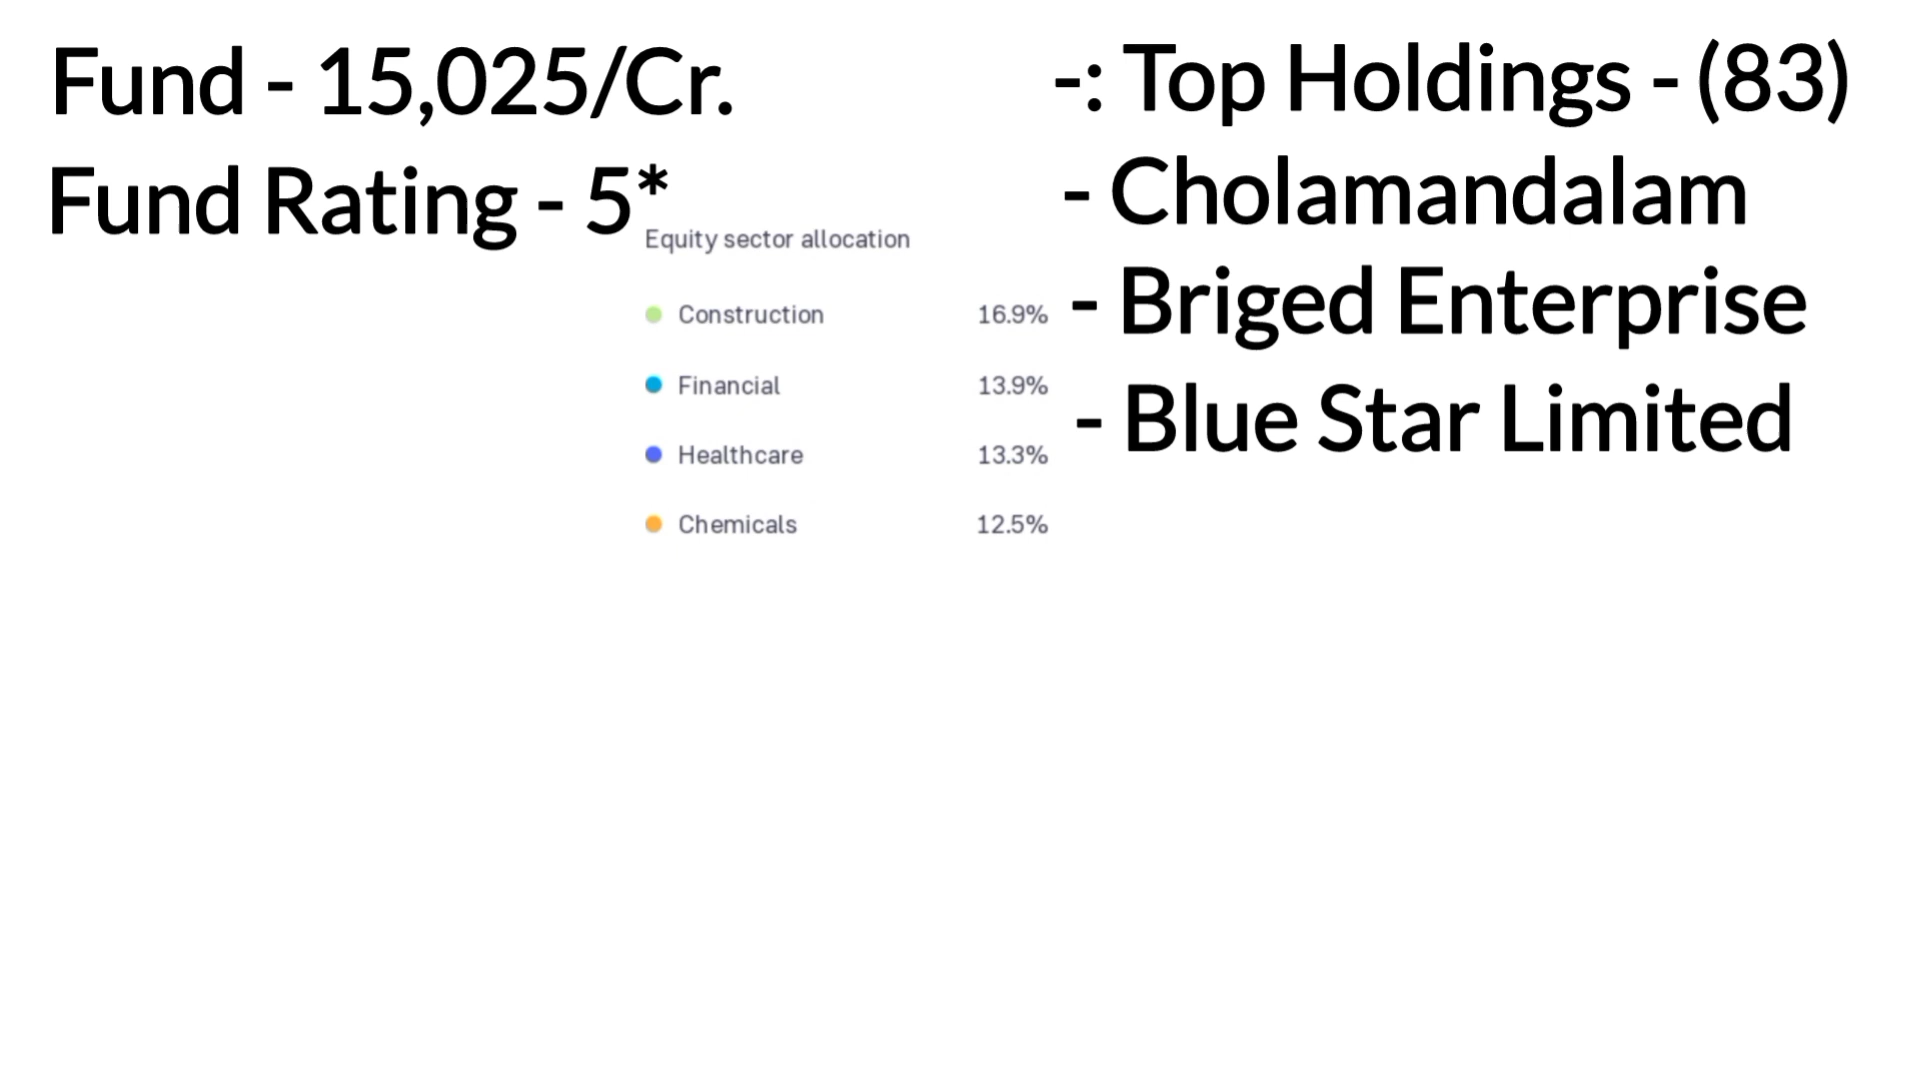 Fund - 15,025/Cr.
Fund Rating - 5*
Equity sector allocation
Construction 16.9%
Financial 13.9%
Healthcare 13.3%
Chemicals 12.5%
-: Top Holdings - (83)
- Cholamandalam
- Briged Enterprise
- Blue Star Limited